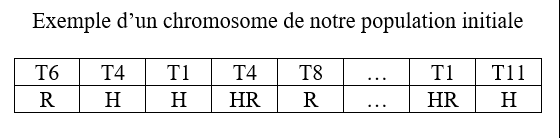 Exemple d’un chromosome de notre population initiale
T6 T4 T1 T4 T8 … T1 T11
R H H HR R … HR H